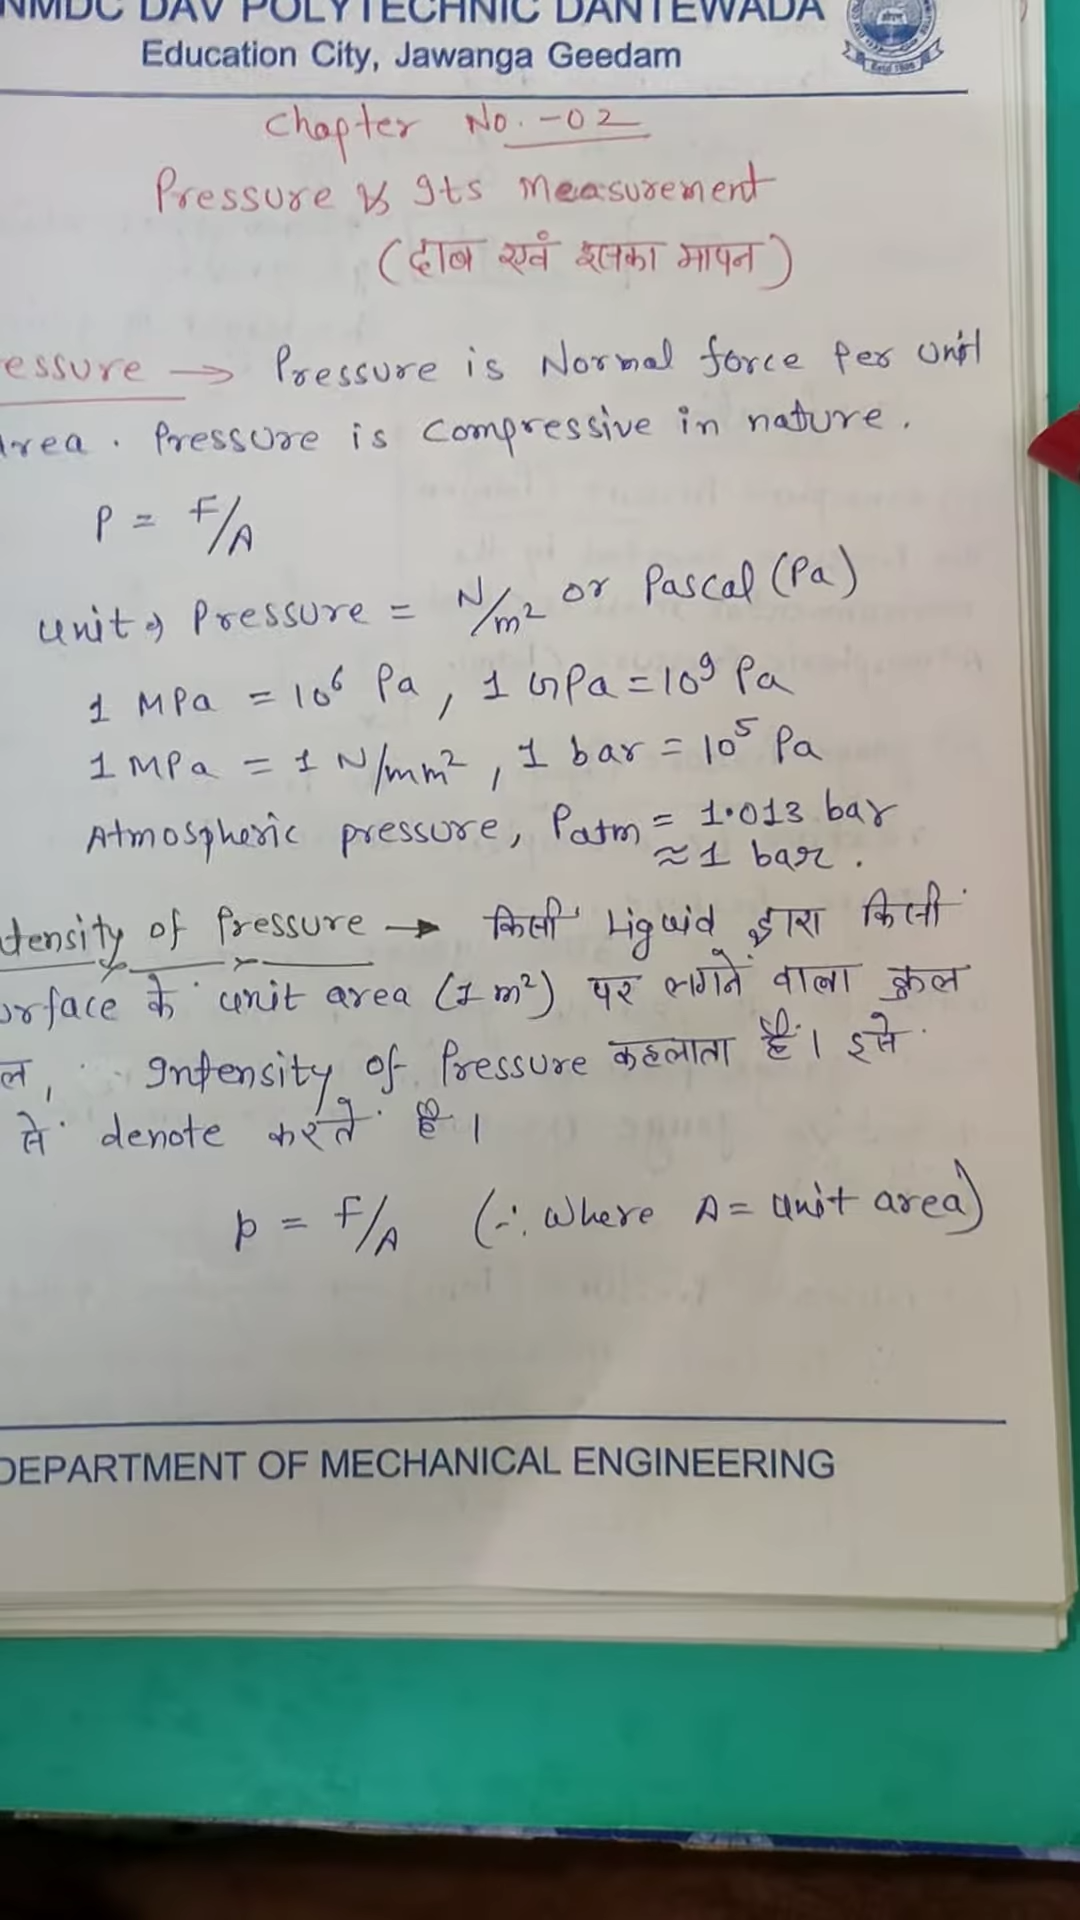 NMDC DAV POLYTECHNIC DANTEWADA
Education City, Jawanga Geedam
Chapter No. - 02
Pressure & Its Measurement
(दाब एवं इसका मापन)
essure → Pressure is Normal force per unit
Area. Pressure is compressive in nature.
P = F/A
unit → Pressure = N/m² or Pascal (Pa)
1 MPa = 10⁶ Pa, 1 GPa = 10⁹ Pa
1 MPa = 1 N/mm², 1 bar = 10⁵ Pa
Atmospheric pressure, Patm = 1.013 bar
≈ 1 bar.
tensity of Pressure → किसी Liquid द्वारा किसी
urface के unit area (1 m²) पर लगने वाला कुल
ल, Intensity of Pressure कहलाता है। इसे
से denote करते है।
p = F/A (∴ where A = unit area)
DEPARTMENT OF MECHANICAL ENGINEERING